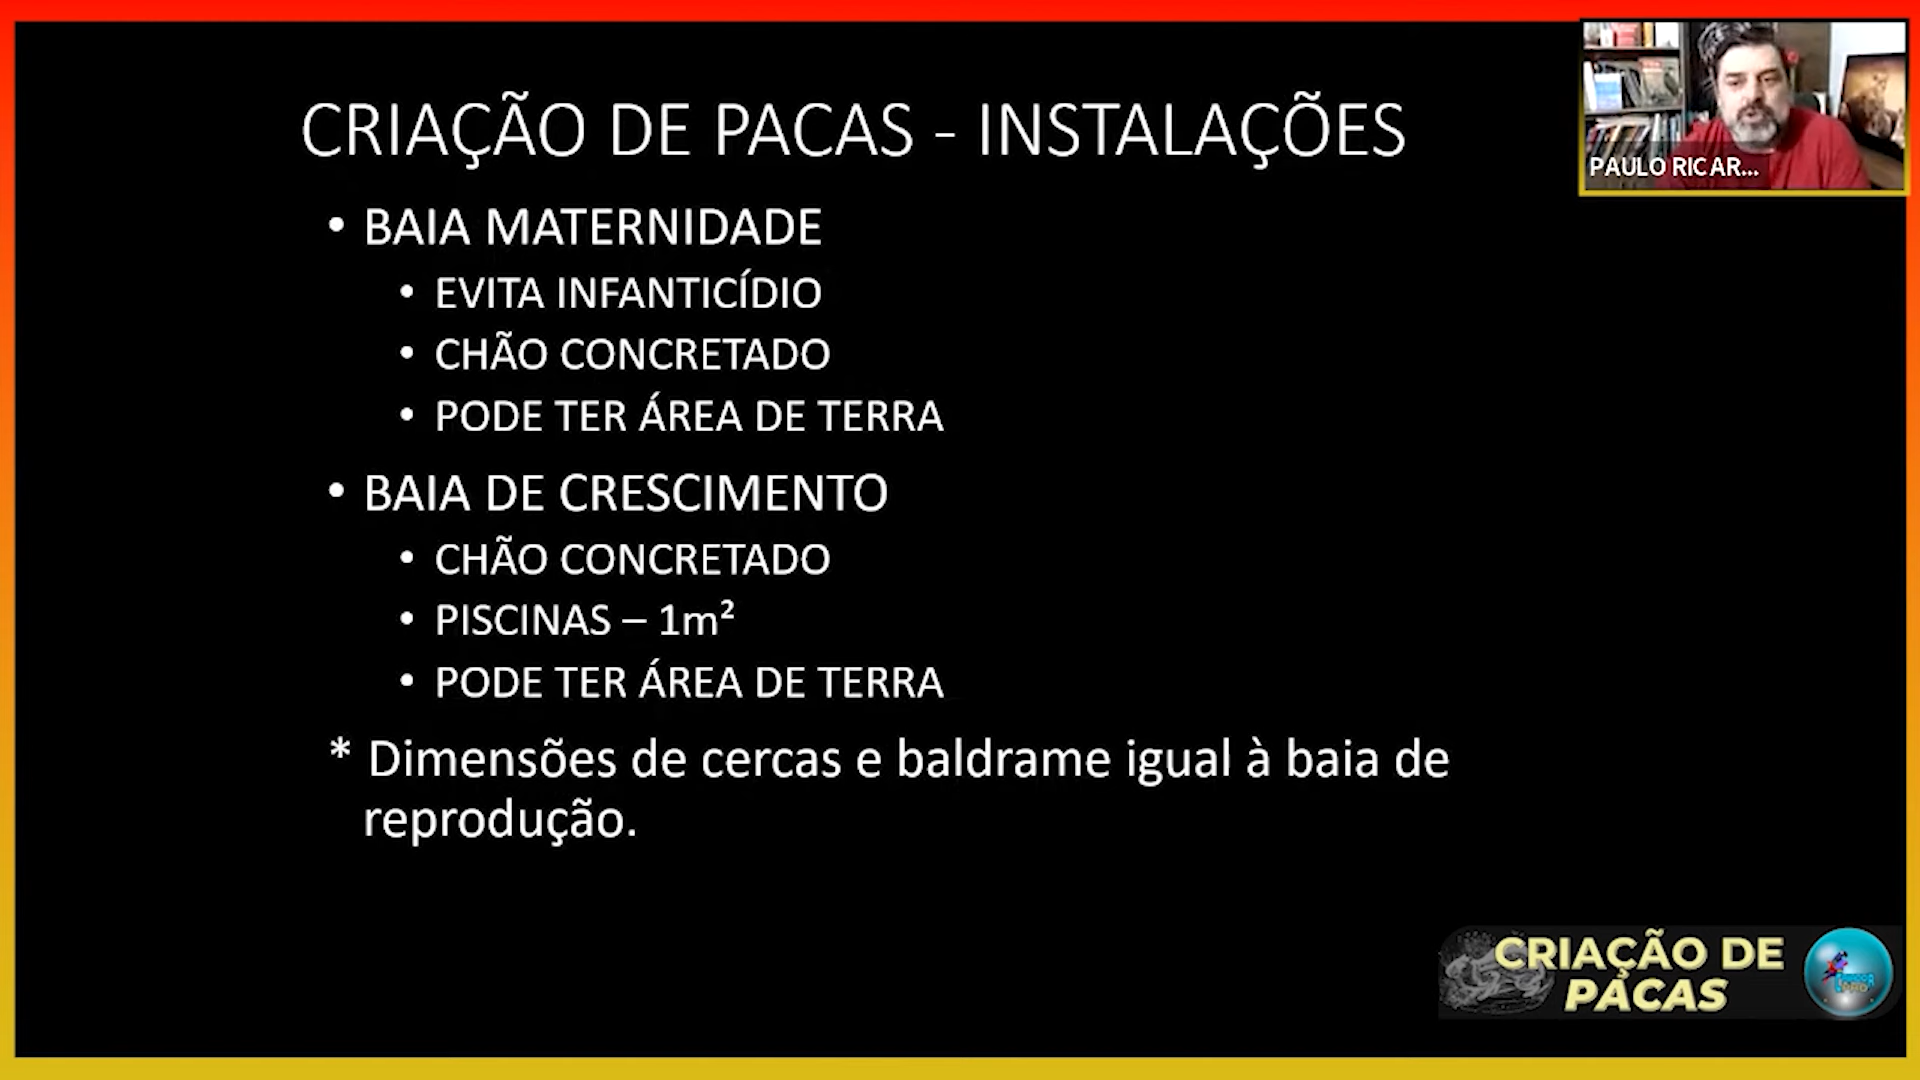 CRIAÇÃO DE PACAS - INSTALAÇÕES
PAULO RICAR...
• BAIA MATERNIDADE
• EVITA INFANTICÍDIO
• CHÃO CONCRETADO
• PODE TER ÁREA DE TERRA
• BAIA DE CRESCIMENTO
• CHÃO CONCRETADO
• PISCINAS – 1m²
• PODE TER ÁREA DE TERRA
* Dimensões de cercas e baldrame igual à baia de
reprodução.
CRIAÇÃO DE
PACAS